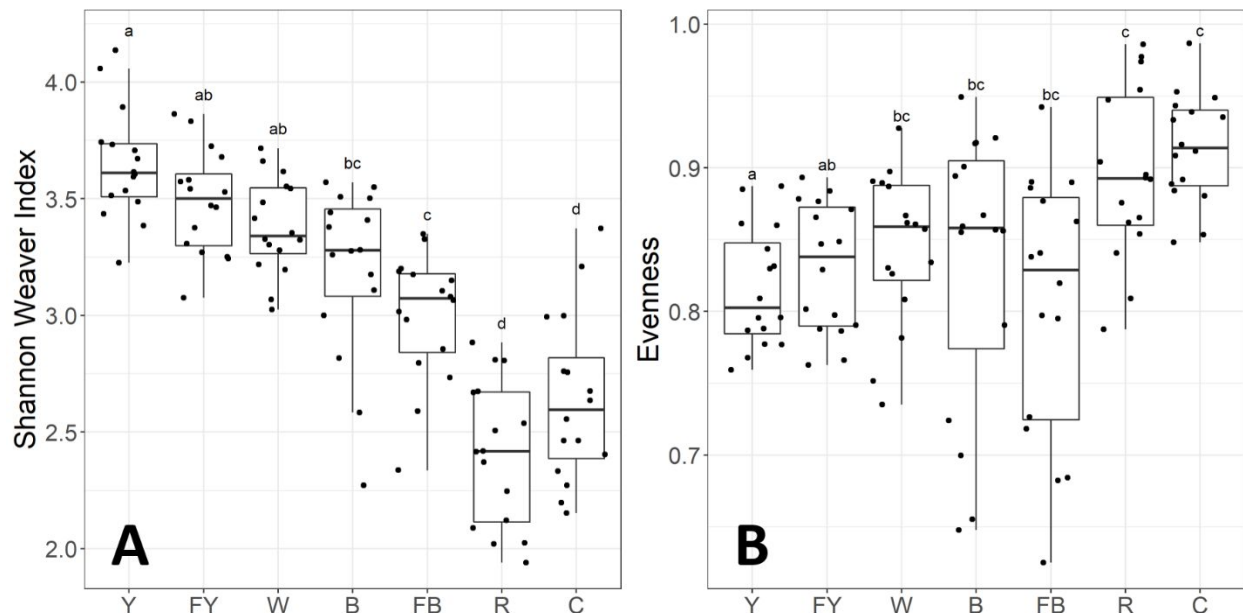 Shannon Weaver Index
4.0
3.5
3.0
2.5
2.0
a
ab
ab
bc
c
d
d
A
Y FY W B FB R C
Evenness
1.0
0.9
0.8
0.7
a
ab
bc
bc
bc
c
c
B
Y FY W B FB R C